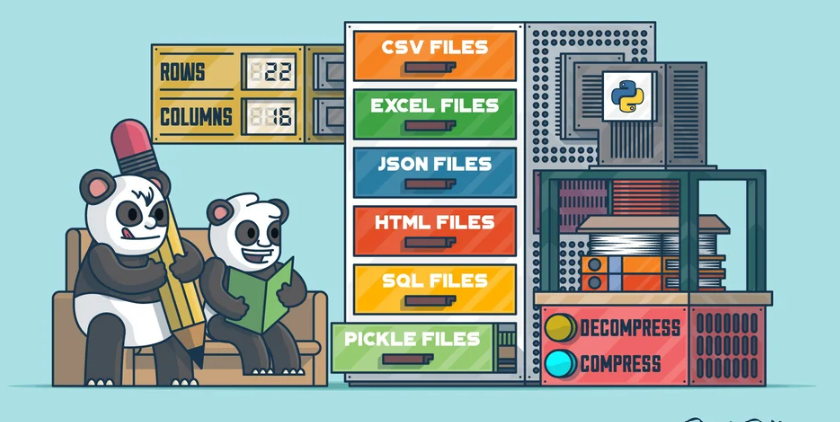 ROWS 22
COLUMNS 16
CSV FILES
EXCEL FILES
JSON FILES
HTML FILES
SQL FILES
PICKLE FILES
DECOMPRESS
COMPRESS